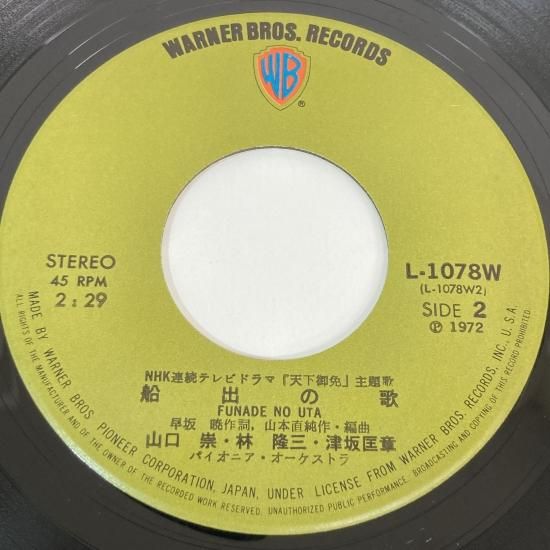 WARNER BROS. RECORDS
WB
®
STEREO
45 RPM
2:29
L-1078W
(L-1078W2)
SIDE 2
℗ 1972
NHK連続テレビドラマ『天下御免』主題歌
船出の歌
FUNADE NO UTA
早坂 暁作詞, 山本直純作・編曲
山口 崇・林 隆三・津坂匡章
パイオニア・オーケストラ
MADE BY WARNER BROS. PIONEER CORPORATION, JAPAN, UNDER LICENSE FROM WARNER BROS. RECORDS, INC., U. S. A.
ALL RIGHTS OF THE MANUFACTURER AND OF THE OWNER OF THE RECORDED WORK RESERVED. UNAUTHORIZED PUBLIC PERFORMANCE, BROADCASTING AND COPYING OF THIS RECORD PROHIBITED.